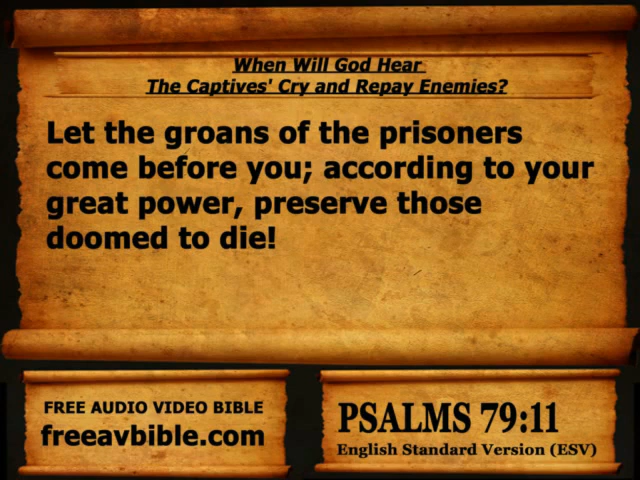 When Will God Hear
The Captives' Cry and Repay Enemies?
Let the groans of the prisoners
come before you; according to your
great power, preserve those
doomed to die!
FREE AUDIO VIDEO BIBLE
freeavbible.com
PSALMS 79:11
English Standard Version (ESV)